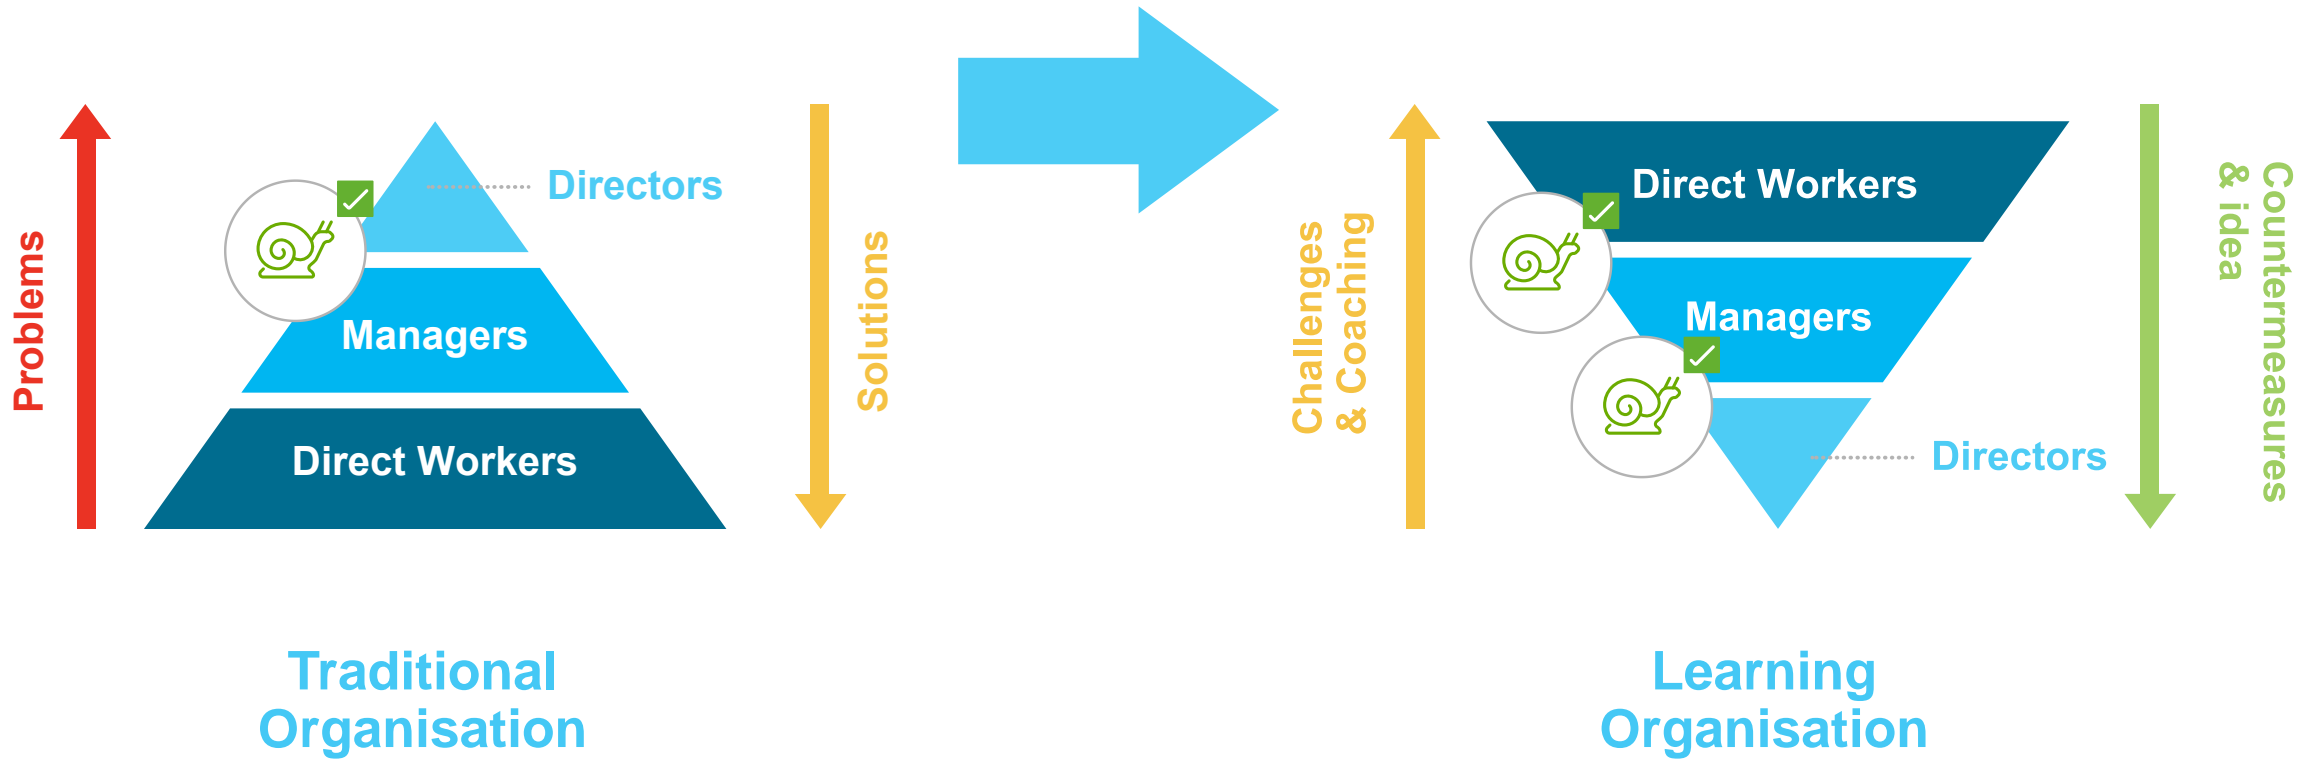 Problems
Directors
Managers
Direct Workers
Solutions
Traditional
Organisation
Challenges
& Coaching
Direct Workers
Managers
Directors
Countermeasures
& idea
Learning
Organisation